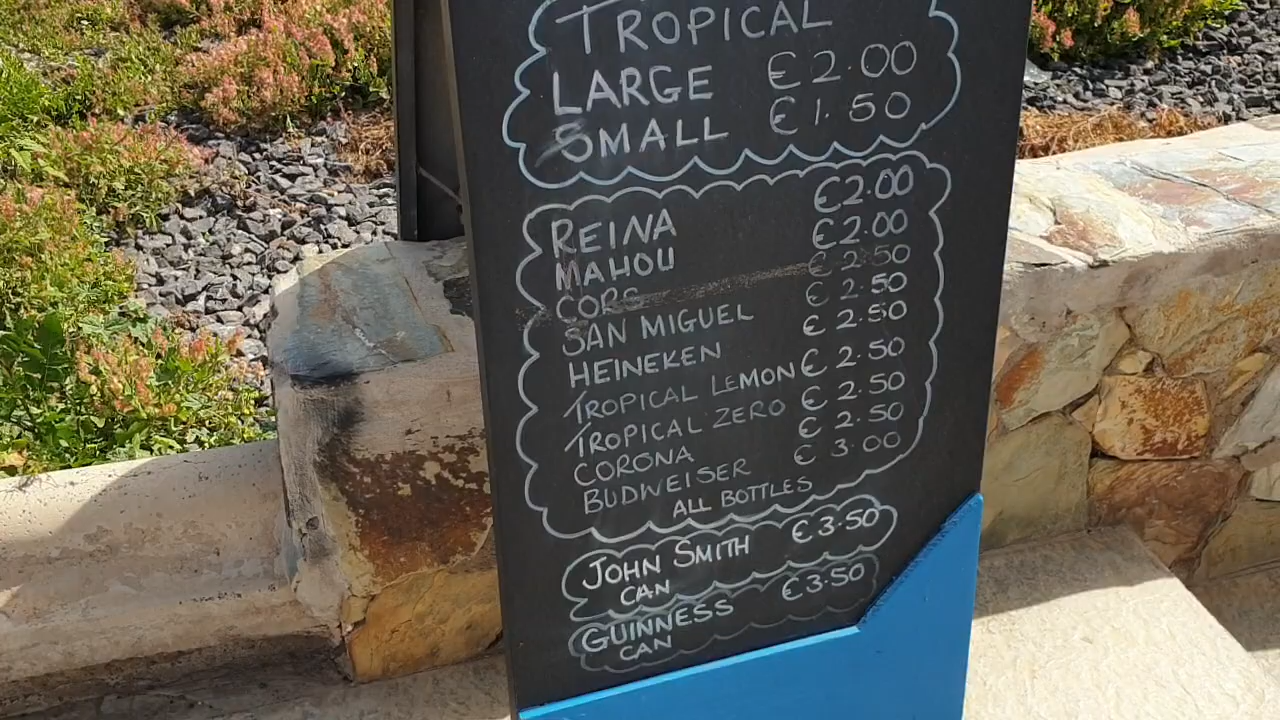 TROPICAL
LARGE €2.00
SMALL €1.50
REINA €2.00
MAHOU €2.00
CORS €2.50
SAN MIGUEL €2.50
HEINEKEN €2.50
TROPICAL LEMON €2.50
TROPICAL ZERO €2.50
CORONA €2.50
BUDWEISER €3.00
ALL BOTTLES
JOHN SMITH €3.50
CAN
GUINNESS €3.50
CAN